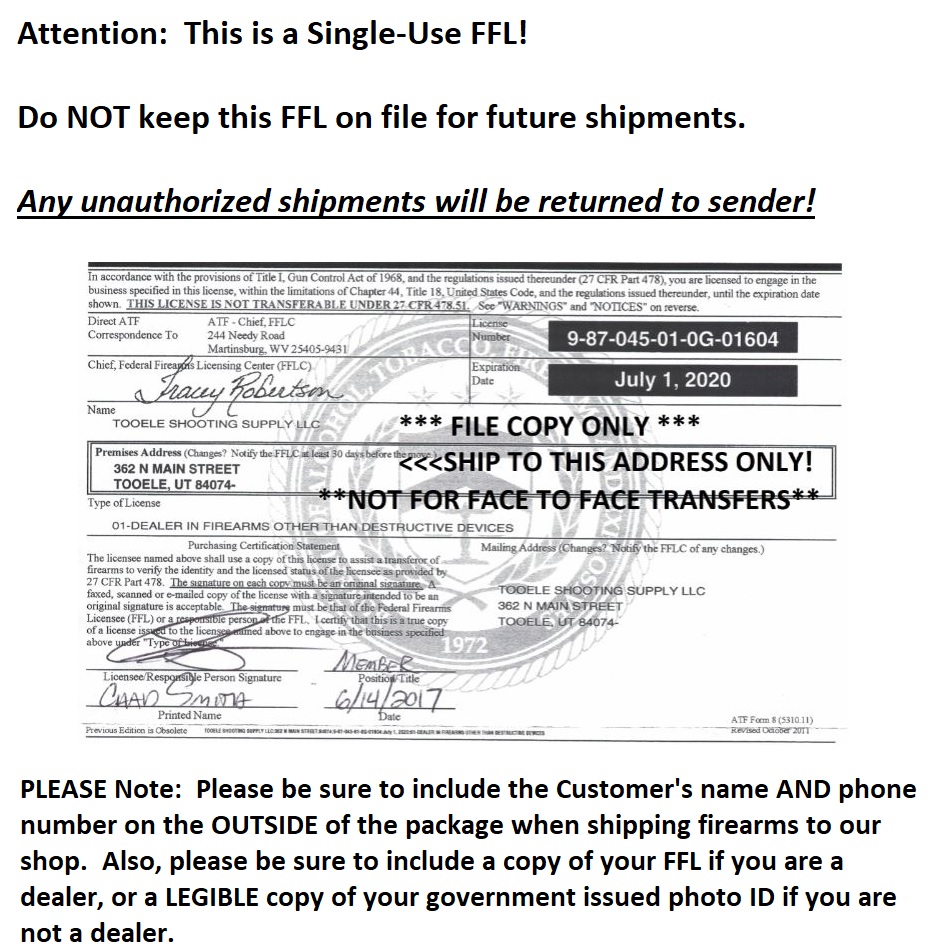 Attention: This is a Single-Use FFL!
Do NOT keep this FFL on file for future shipments.
Any unauthorized shipments will be returned to sender!
In accordance with the provisions of Title I, Gun Control Act of 1968, and the regulations issued thereunder (27 CFR Part 478), you are licensed to engage in the
business specified in this license, within the limitations of Chapter 44, Title 18, United States Code, and the regulations issued thereunder, until the expiration date
shown. THIS LICENSE IS NOT TRANSFERABLE UNDER 27 CFR 478.51. See "WARNINGS" and "NOTICES" on reverse.
Direct ATF
Correspondence To
ATF - Chief, FFLC
244 Needy Road
Martinsburg, WV 25405-9431
License
Number
9-87-045-01-0G-01604
Chief, Federal Firearms Licensing Center (FFLC)
Tracey Robertson
Expiration
Date
July 1, 2020
Name
TOOELE SHOOTING SUPPLY LLC
*** FILE COPY ONLY ***
Premises Address (Changes? Notify the FFLC at least 30 days before the move.)
362 N MAIN STREET
TOOELE, UT 84074-
<<<SHIP TO THIS ADDRESS ONLY!
**NOT FOR FACE TO FACE TRANSFERS**
Type of License
01-DEALER IN FIREARMS OTHER THAN DESTRUCTIVE DEVICES
Purchasing Certification Statement
The licensee named above shall use a copy of this license to assist a transferor of
firearms to verify the identity and the licensed status of the licensee as provided by
27 CFR Part 478. The signature on each copy must be an original signature. A
faxed, scanned or e-mailed copy of the license with a signature intended to be an
original signature is acceptable. The signature must be that of the Federal Firearms
Licensee (FFL) or a responsible person of the FFL. I certify that this is a true copy
of a license issued to the licensee named above to engage in the business specified
above under "Type of License."
Mailing Address (Changes? Notify the FFLC of any changes.)
TOOELE SHOOTING SUPPLY LLC
362 N MAIN STREET
TOOELE, UT 84074-
1972
Licensee/Responsible Person Signature
MEMBER
Position/Title
CHAD SMITH
Printed Name
6/14/2017
Date
Previous Edition is Obsolete
ATF Form 8 (5310.11)
Revised October 2011
PLEASE Note: Please be sure to include the Customer's name AND phone
number on the OUTSIDE of the package when shipping firearms to our
shop. Also, please be sure to include a copy of your FFL if you are a
dealer, or a LEGIBLE copy of your government issued photo ID if you are
not a dealer.